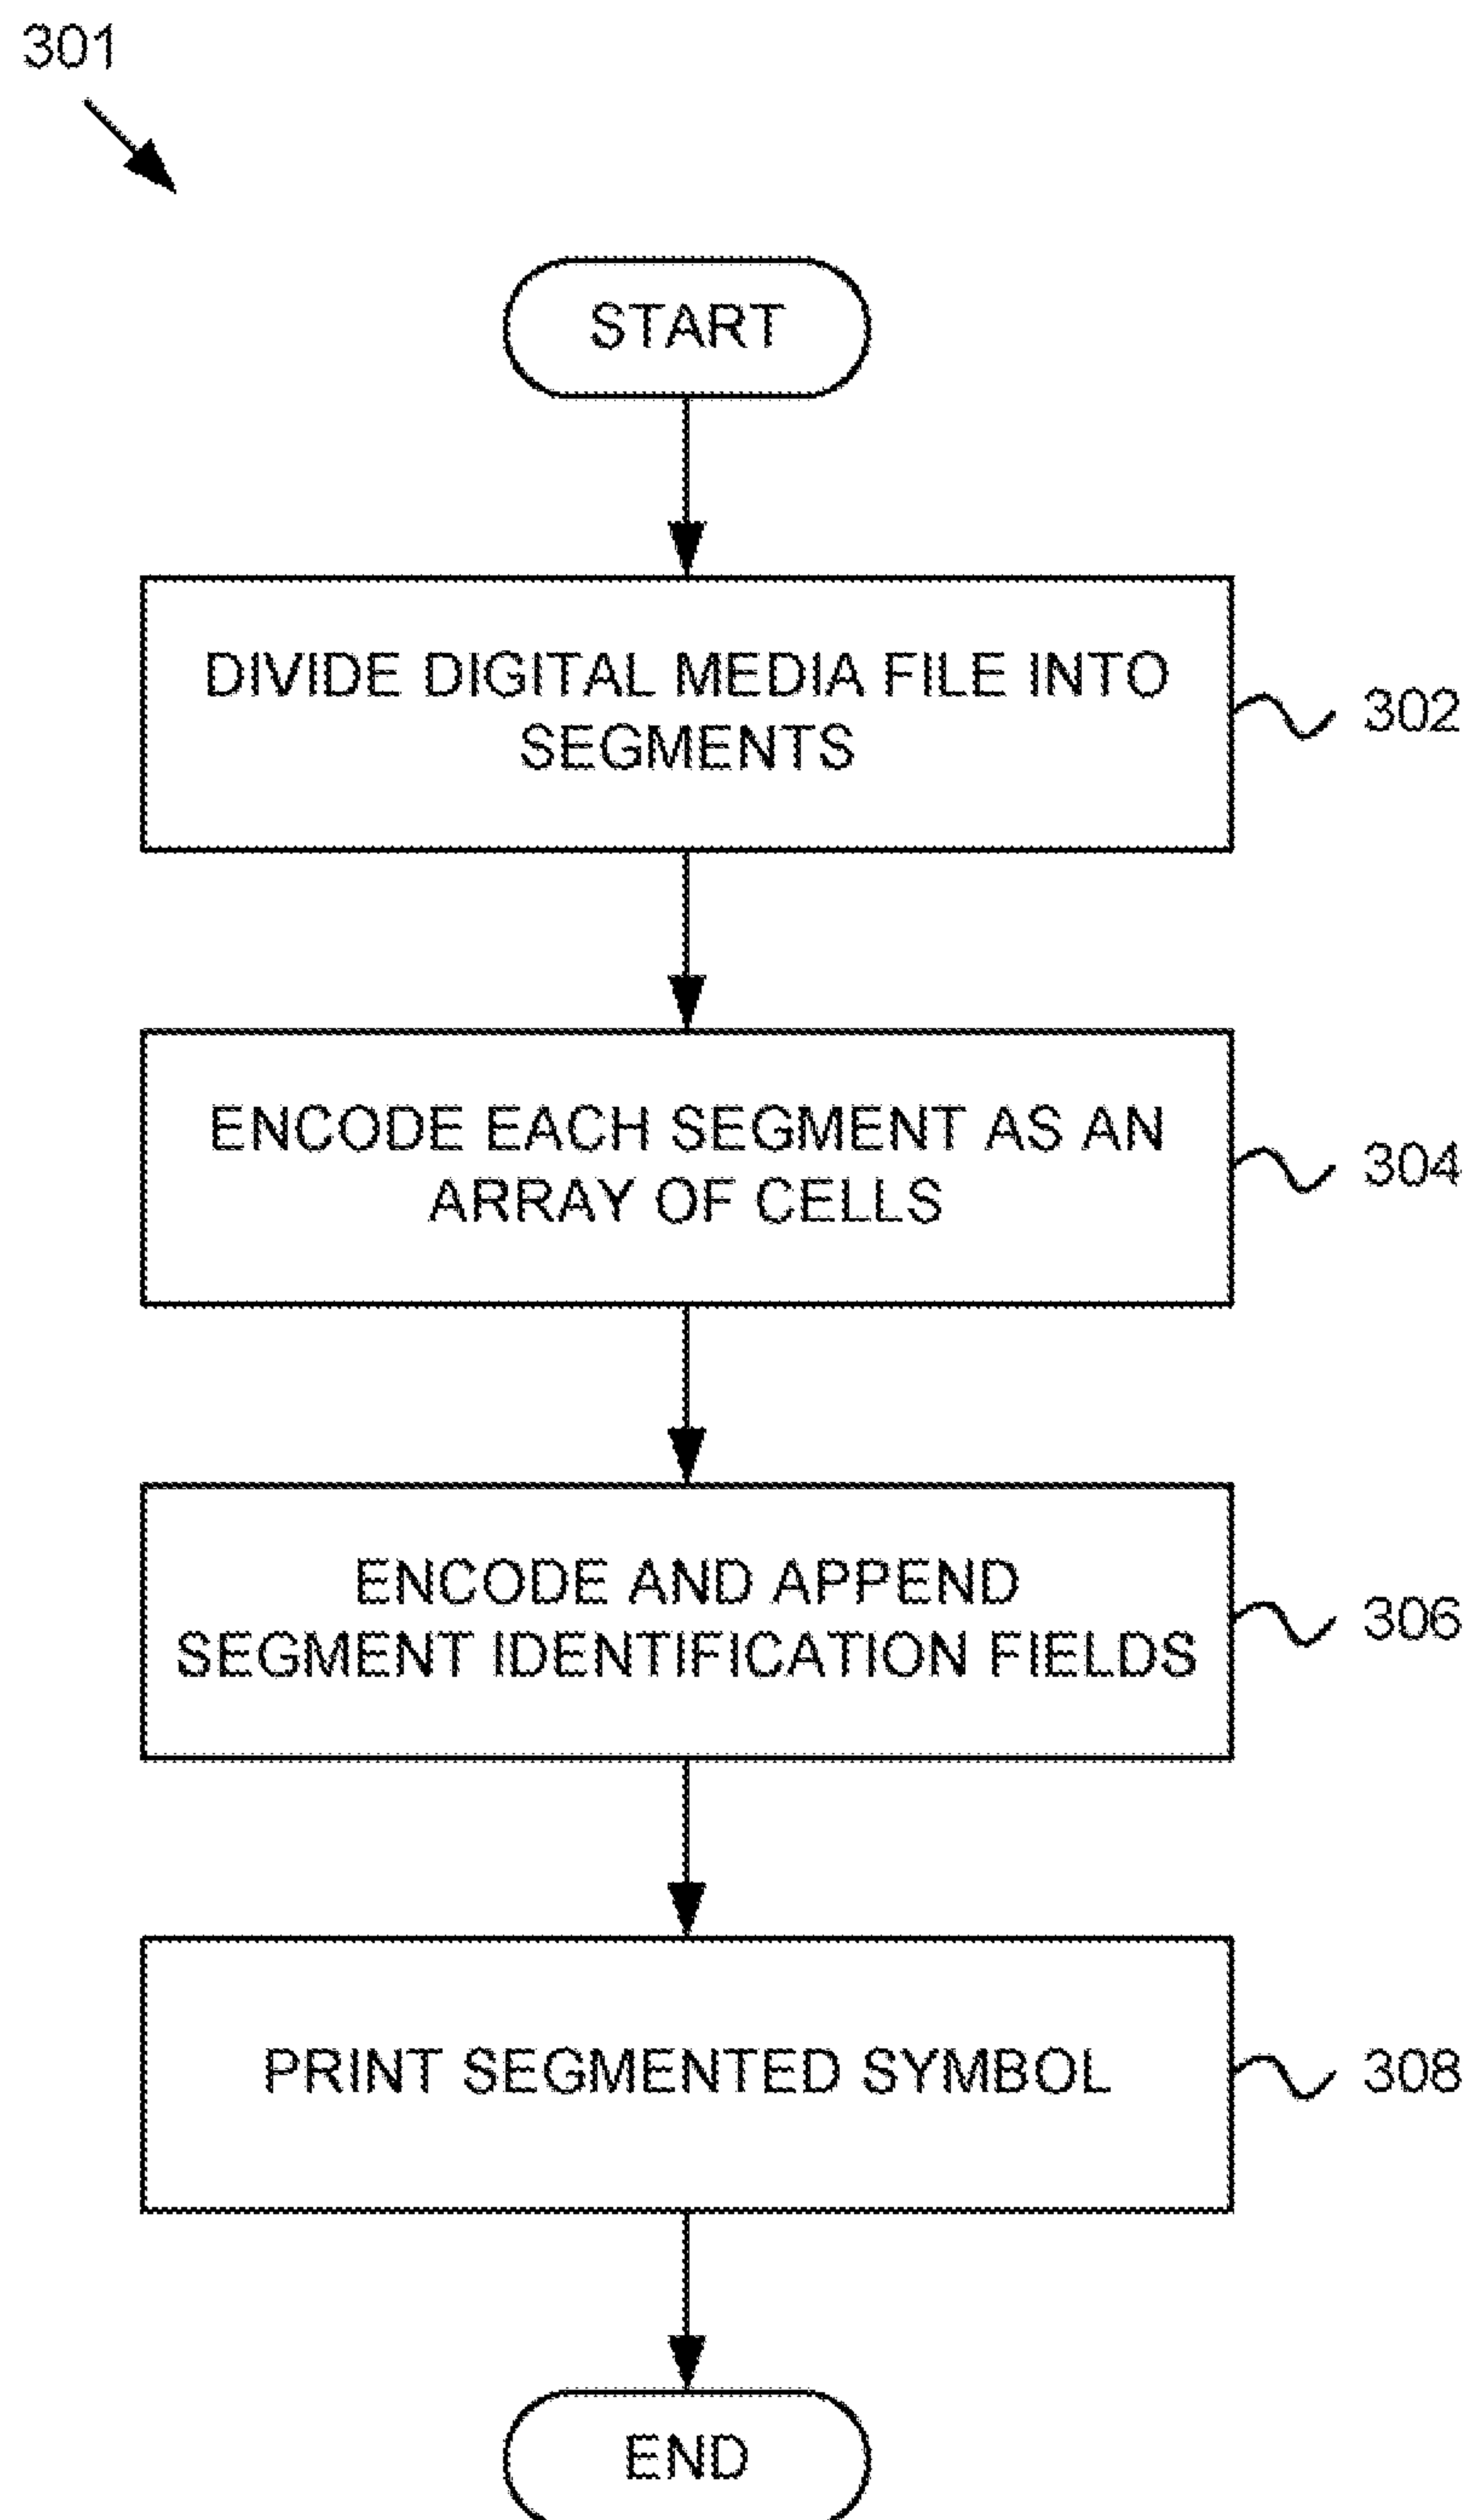 301
START
DIVIDE DIGITAL MEDIA FILE INTO
SEGMENTS
302
ENCODE EACH SEGMENT AS AN
ARRAY OF CELLS
304
ENCODE AND APPEND
SEGMENT IDENTIFICATION FIELDS
306
PRINT SEGMENTED SYMBOL
308
END